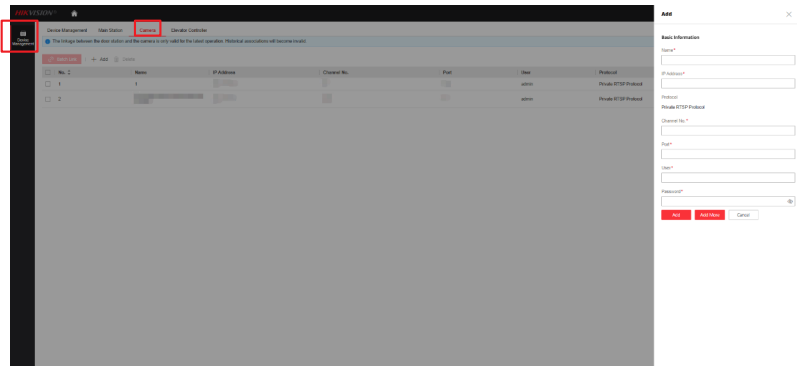 HIKVISION
Device Management
Device Management Main Station Camera Elevator Controller
The linkage between the door station and the camera is only valid for the latest operation. Historical associations will become invalid.
Add Delete
No. Name IP Address Channel No. Port User Protocol
1 1 admin Private RTSP Protocol
2 admin Private RTSP Protocol
Add
Basic Information
Name*
IP Address*
Protocol
Private RTSP Protocol
Channel No. *
Port*
User*
Password*
Add Add More Cancel